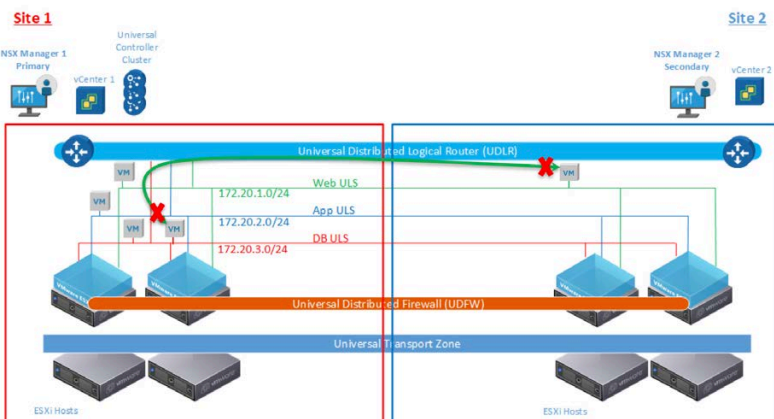 Site 1
Site 2
Universal
Controller
Cluster
NSX Manager 1
Primary
vCenter 1
NSX Manager 2
Secondary
vCenter 2
Universal Distributed Logical Router (UDLR)
VM
VM
Web ULS
172.20.1.0/24
VM
App ULS
172.20.2.0/24
VM
VM
DB ULS
172.20.3.0/24
Universal Distributed Firewall (UDFW)
Universal Transport Zone
ESXi Hosts
ESXi Hosts